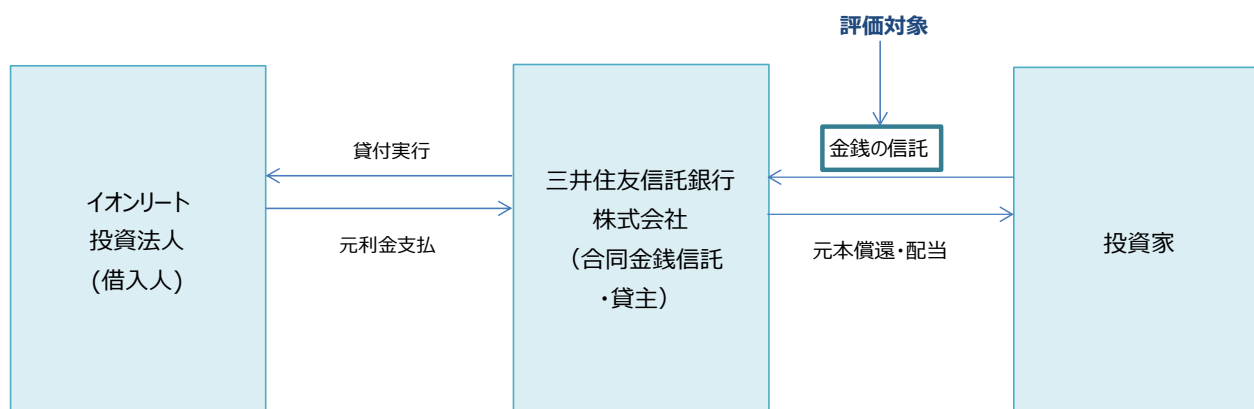 評価対象
金銭の信託
貸付実行
元利金支払
イオンリート
投資法人
(借入人)
三井住友信託銀行
株式会社
（合同金銭信託
・貸主）
元本償還・配当
投資家